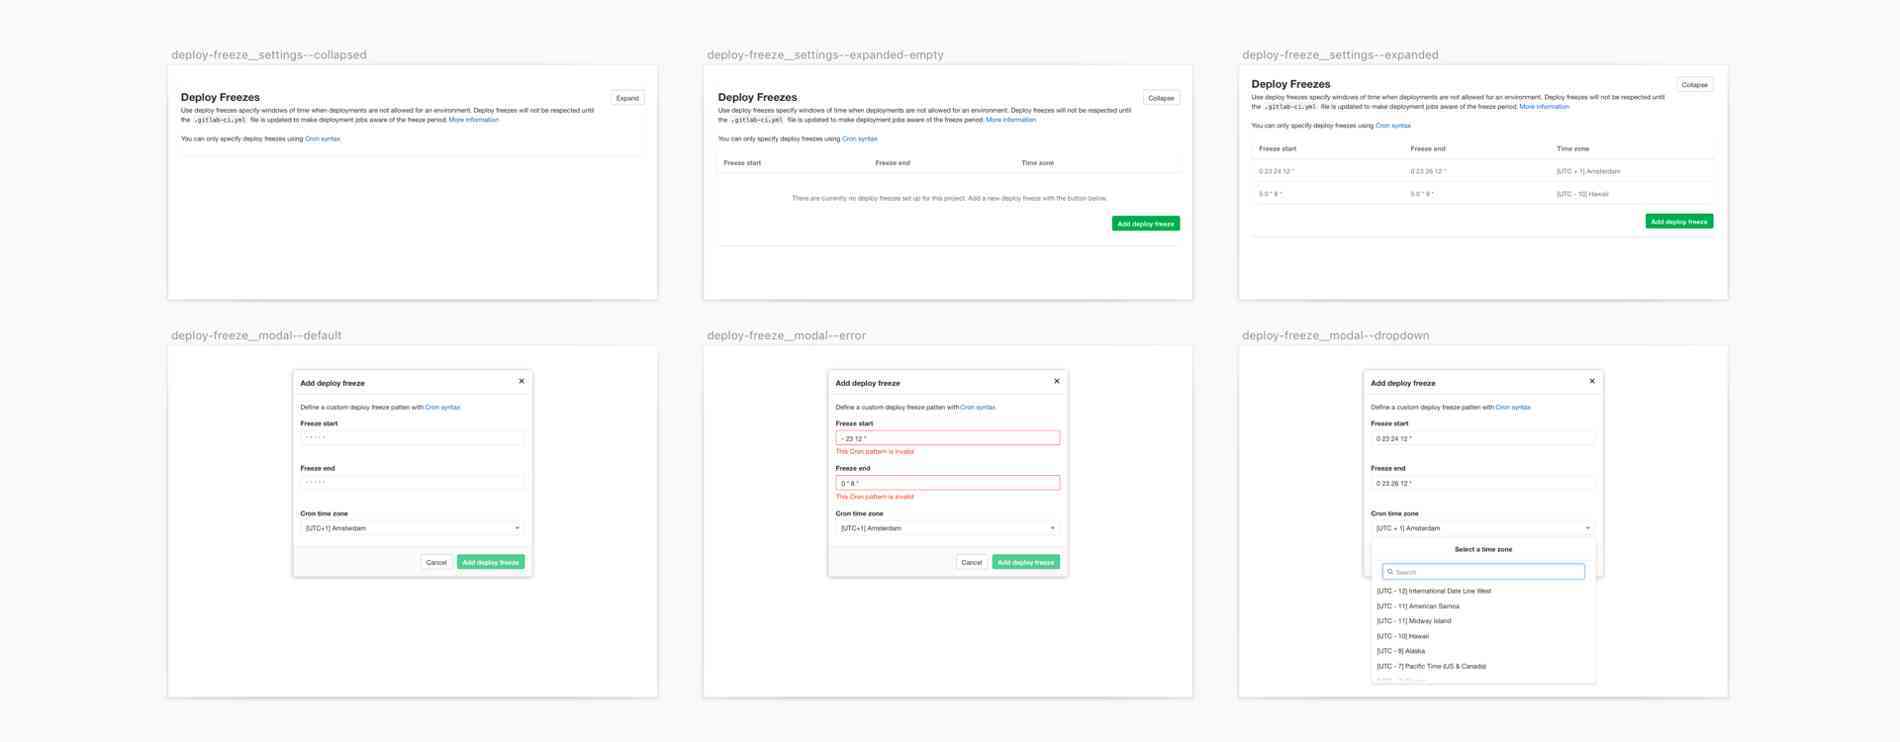 deploy-freeze__settings--collapsed
Deploy Freezes
Expand
Use deploy freezes specify windows of time when deployments are not allowed for an environment. Deploy freezes will not be respected until
the .gitlab-ci.yml file is updated to make deployment jobs aware of the freeze period. More information
You can only specify deploy freezes using Cron syntax
deploy-freeze__settings--expanded-empty
Deploy Freezes
Collapse
Use deploy freezes specify windows of time when deployments are not allowed for an environment. Deploy freezes will not be respected until
the .gitlab-ci.yml file is updated to make deployment jobs aware of the freeze period. More information
You can only specify deploy freezes using Cron syntax
Freeze start Freeze end Time zone
There are currently no deploy freezes set up for this project. Add a new deploy freeze with the button below.
Add deploy freeze
deploy-freeze__settings--expanded
Deploy Freezes
Collapse
Use deploy freezes specify windows of time when deployments are not allowed for an environment. Deploy freezes will not be respected until
the .gitlab-ci.yml file is updated to make deployment jobs aware of the freeze period. More information
You can only specify deploy freezes using Cron syntax
Freeze start Freeze end Time zone
0 23 24 12 * 0 23 26 12 * [UTC + 1] Amsterdam
[UTC - 10] Hawaii
Add deploy freeze
deploy-freeze__modal--default
Add deploy freeze
Define a custom deploy freeze patten with Cron syntax
Freeze start
* * * * *
Freeze end
* * * * *
Cron time zone
[UTC+1] Amsterdam
Cancel Add deploy freeze
deploy-freeze__modal--error
Add deploy freeze
Define a custom deploy freeze patten with Cron syntax
Freeze start
- 23 12 *
This Cron pattern is invalid
Freeze end
0 * 8 *
This Cron pattern is invalid
Cron time zone
[UTC+1] Amsterdam
Cancel Add deploy freeze
deploy-freeze__modal--dropdown
Add deploy freeze
Define a custom deploy freeze patten with Cron syntax
Freeze start
0 23 24 12 *
Freeze end
0 23 26 12 *
Cron time zone
[UTC + 1] Amsterdam
Select a time zone
Search
[UTC - 12] International Date Line West
[UTC - 11] American Samoa
[UTC - 11] Midway Island
[UTC - 10] Hawaii
[UTC - 8] Alaska
[UTC - 7] Pacific Time (US & Canada)